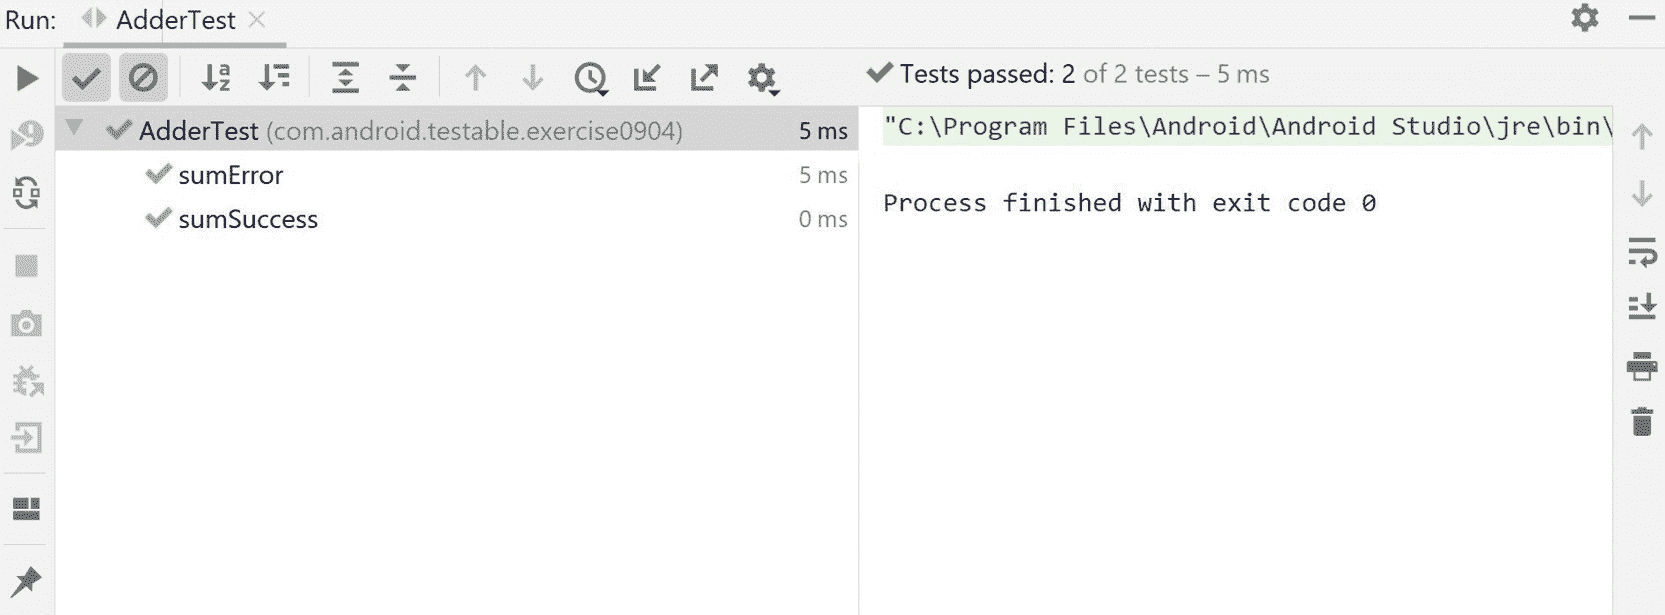 Run: AdderTest
Tests passed: 2 of 2 tests – 5 ms
AdderTest (com.android.testable.exercise0904) 5 ms
sumError 5 ms
sumSuccess 0 ms
"C:\Program Files\Android\Android Studio\jre\bin\
Process finished with exit code 0